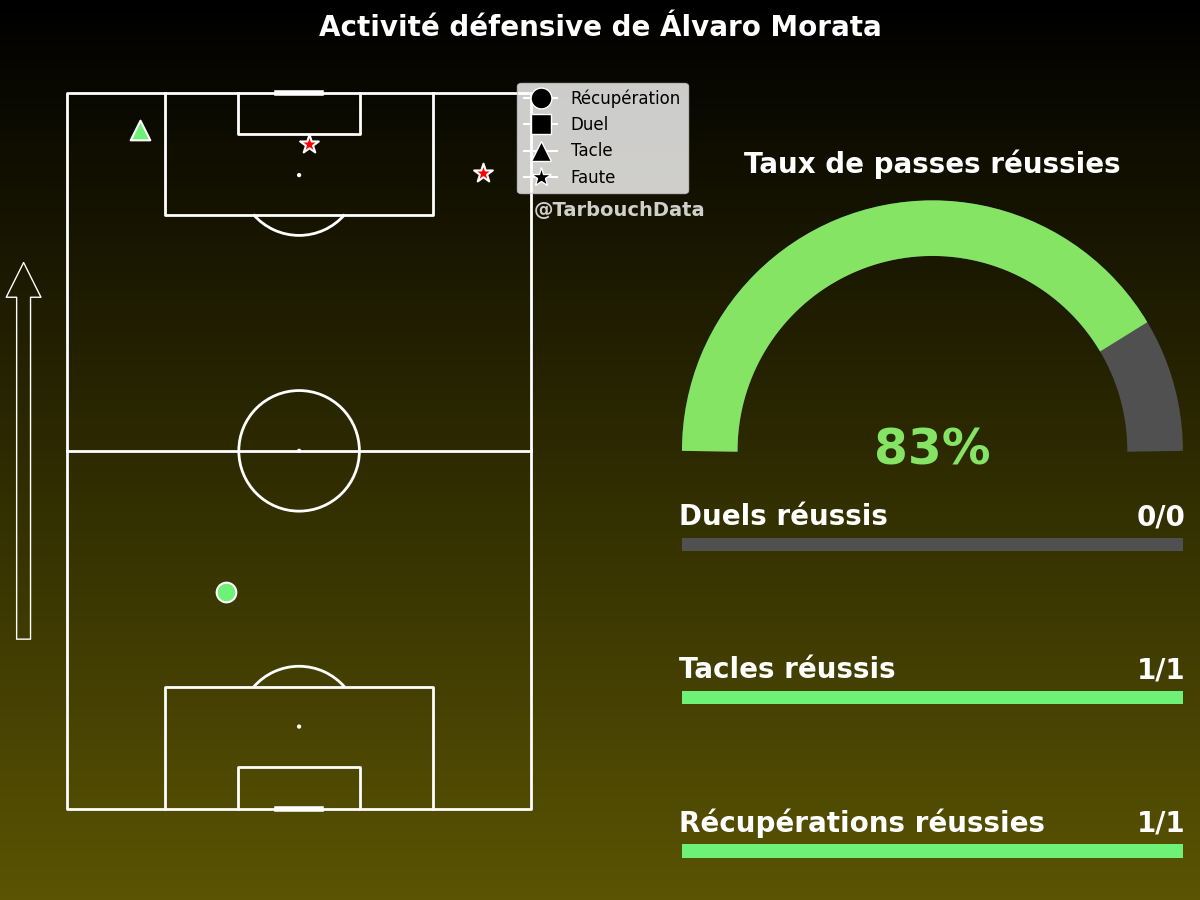 Activité défensive de Álvaro Morata
Récupération
Duel
Tacle
Faute
@TarbouchData
Taux de passes réussies
83%
Duels réussis 0/0
Tacles réussis 1/1
Récupérations réussies 1/1